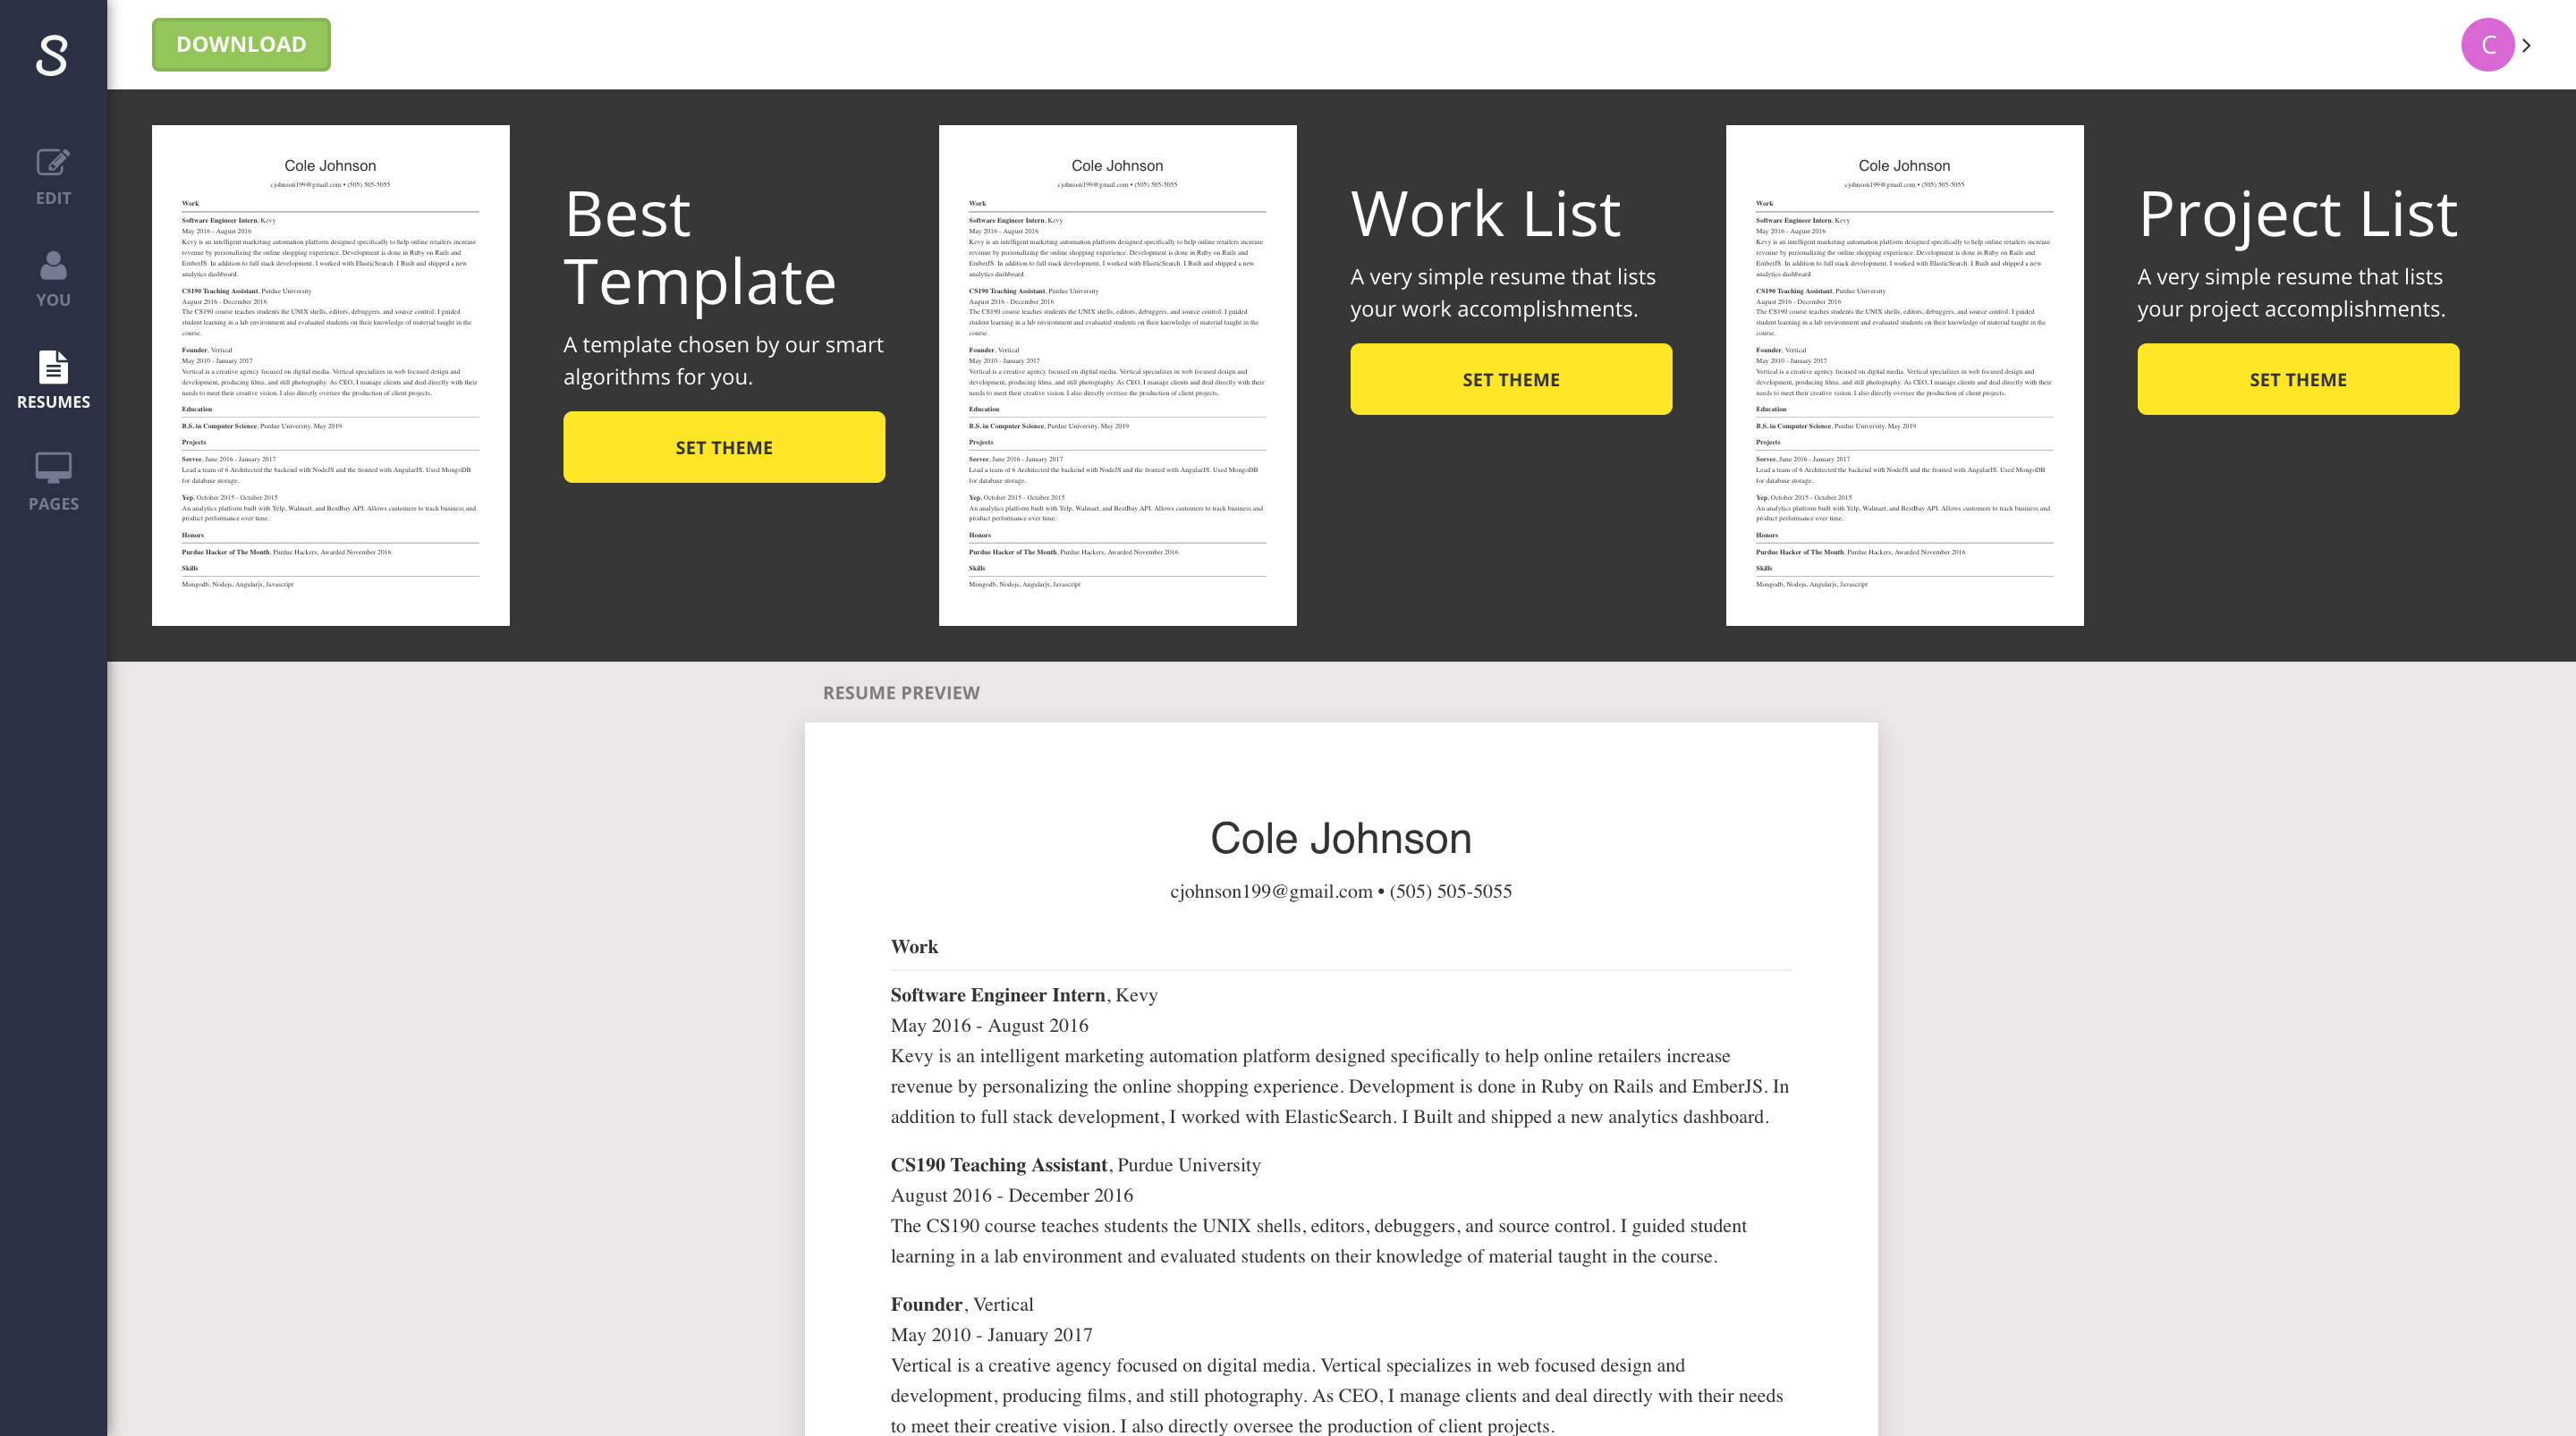 S
DOWNLOAD
C
EDIT
YOU
RESUMES
PAGES
Cole Johnson
cjohnson199@gmail.com • (505) 505-5055
Work
Software Engineer Intern, Kevy
May 2016 - August 2016
Kevy is an intelligent marketing automation platform designed specifically to help online retailers increase
revenue by personalizing the online shopping experience. Development is done in Ruby on Rails and
EmberJS. In addition to full stack development, I worked with ElasticSearch. I Built and shipped a new
analytics dashboard.
CS190 Teaching Assistant, Purdue University
August 2016 - December 2016
The CS190 course teaches students the UNIX shells, editors, debuggers, and source control. I guided
student learning in a lab environment and evaluated students on their knowledge of material taught in the
course.
Founder, Vertical
May 2010 - January 2017
Vertical is a creative agency focused on digital media. Vertical specializes in web focused design and
development, producing films, and still photography. As CEO, I manage clients and deal directly with their
needs to meet their creative vision. I also directly oversee the production of client projects.
Education
B.S. in Computer Science, Purdue University, May 2019
Projects
Seevee, June 2016 - January 2017
Lead a team of 6 Architected the backend with NodeJS and the fronted with AngularJS. Used MongoDB
for database storage.
Yep, October 2015 - October 2015
An analytics platform built with Yelp, Walmart, and BestBuy API. Allows customers to track business and
product performance over time.
Honors
Purdue Hacker of The Month, Purdue Hackers, Awarded November 2016
Skills
Mongodb, Nodejs, Angularjs, Javascript
Best
Template
A template chosen by our smart
algorithms for you.
SET THEME
Cole Johnson
cjohnson199@gmail.com • (505) 505-5055
Work
Software Engineer Intern, Kevy
May 2016 - August 2016
Kevy is an intelligent marketing automation platform designed specifically to help online retailers increase
revenue by personalizing the online shopping experience. Development is done in Ruby on Rails and
EmberJS. In addition to full stack development, I worked with ElasticSearch. I Built and shipped a new
analytics dashboard.
CS190 Teaching Assistant, Purdue University
August 2016 - December 2016
The CS190 course teaches students the UNIX shells, editors, debuggers, and source control. I guided
student learning in a lab environment and evaluated students on their knowledge of material taught in the
course.
Founder, Vertical
May 2010 - January 2017
Vertical is a creative agency focused on digital media. Vertical specializes in web focused design and
development, producing films, and still photography. As CEO, I manage clients and deal directly with their
needs to meet their creative vision. I also directly oversee the production of client projects.
Education
B.S. in Computer Science, Purdue University, May 2019
Projects
Seevee, June 2016 - January 2017
Lead a team of 6 Architected the backend with NodeJS and the fronted with AngularJS. Used MongoDB
for database storage.
Yep, October 2015 - October 2015
An analytics platform built with Yelp, Walmart, and BestBuy API. Allows customers to track business and
product performance over time.
Honors
Purdue Hacker of The Month, Purdue Hackers, Awarded November 2016
Skills
Mongodb, Nodejs, Angularjs, Javascript
Work List
A very simple resume that lists
your work accomplishments.
SET THEME
Cole Johnson
cjohnson199@gmail.com • (505) 505-5055
Work
Software Engineer Intern, Kevy
May 2016 - August 2016
Kevy is an intelligent marketing automation platform designed specifically to help online retailers increase
revenue by personalizing the online shopping experience. Development is done in Ruby on Rails and
EmberJS. In addition to full stack development, I worked with ElasticSearch. I Built and shipped a new
analytics dashboard.
CS190 Teaching Assistant, Purdue University
August 2016 - December 2016
The CS190 course teaches students the UNIX shells, editors, debuggers, and source control. I guided
student learning in a lab environment and evaluated students on their knowledge of material taught in the
course.
Founder, Vertical
May 2010 - January 2017
Vertical is a creative agency focused on digital media. Vertical specializes in web focused design and
development, producing films, and still photography. As CEO, I manage clients and deal directly with their
needs to meet their creative vision. I also directly oversee the production of client projects.
Education
B.S. in Computer Science, Purdue University, May 2019
Projects
Seevee, June 2016 - January 2017
Lead a team of 6 Architected the backend with NodeJS and the fronted with AngularJS. Used MongoDB
for database storage.
Yep, October 2015 - October 2015
An analytics platform built with Yelp, Walmart, and BestBuy API. Allows customers to track business and
product performance over time.
Honors
Purdue Hacker of The Month, Purdue Hackers, Awarded November 2016
Skills
Mongodb, Nodejs, Angularjs, Javascript
Project List
A very simple resume that lists
your project accomplishments.
SET THEME
RESUME PREVIEW
Cole Johnson
cjohnson199@gmail.com • (505) 505-5055
Work
Software Engineer Intern, Kevy
May 2016 - August 2016
Kevy is an intelligent marketing automation platform designed specifically to help online retailers increase
revenue by personalizing the online shopping experience. Development is done in Ruby on Rails and EmberJS. In
addition to full stack development, I worked with ElasticSearch. I Built and shipped a new analytics dashboard.
CS190 Teaching Assistant, Purdue University
August 2016 - December 2016
The CS190 course teaches students the UNIX shells, editors, debuggers, and source control. I guided student
learning in a lab environment and evaluated students on their knowledge of material taught in the course.
Founder, Vertical
May 2010 - January 2017
Vertical is a creative agency focused on digital media. Vertical specializes in web focused design and
development, producing films, and still photography. As CEO, I manage clients and deal directly with their needs
to meet their creative vision. I also directly oversee the production of client projects.